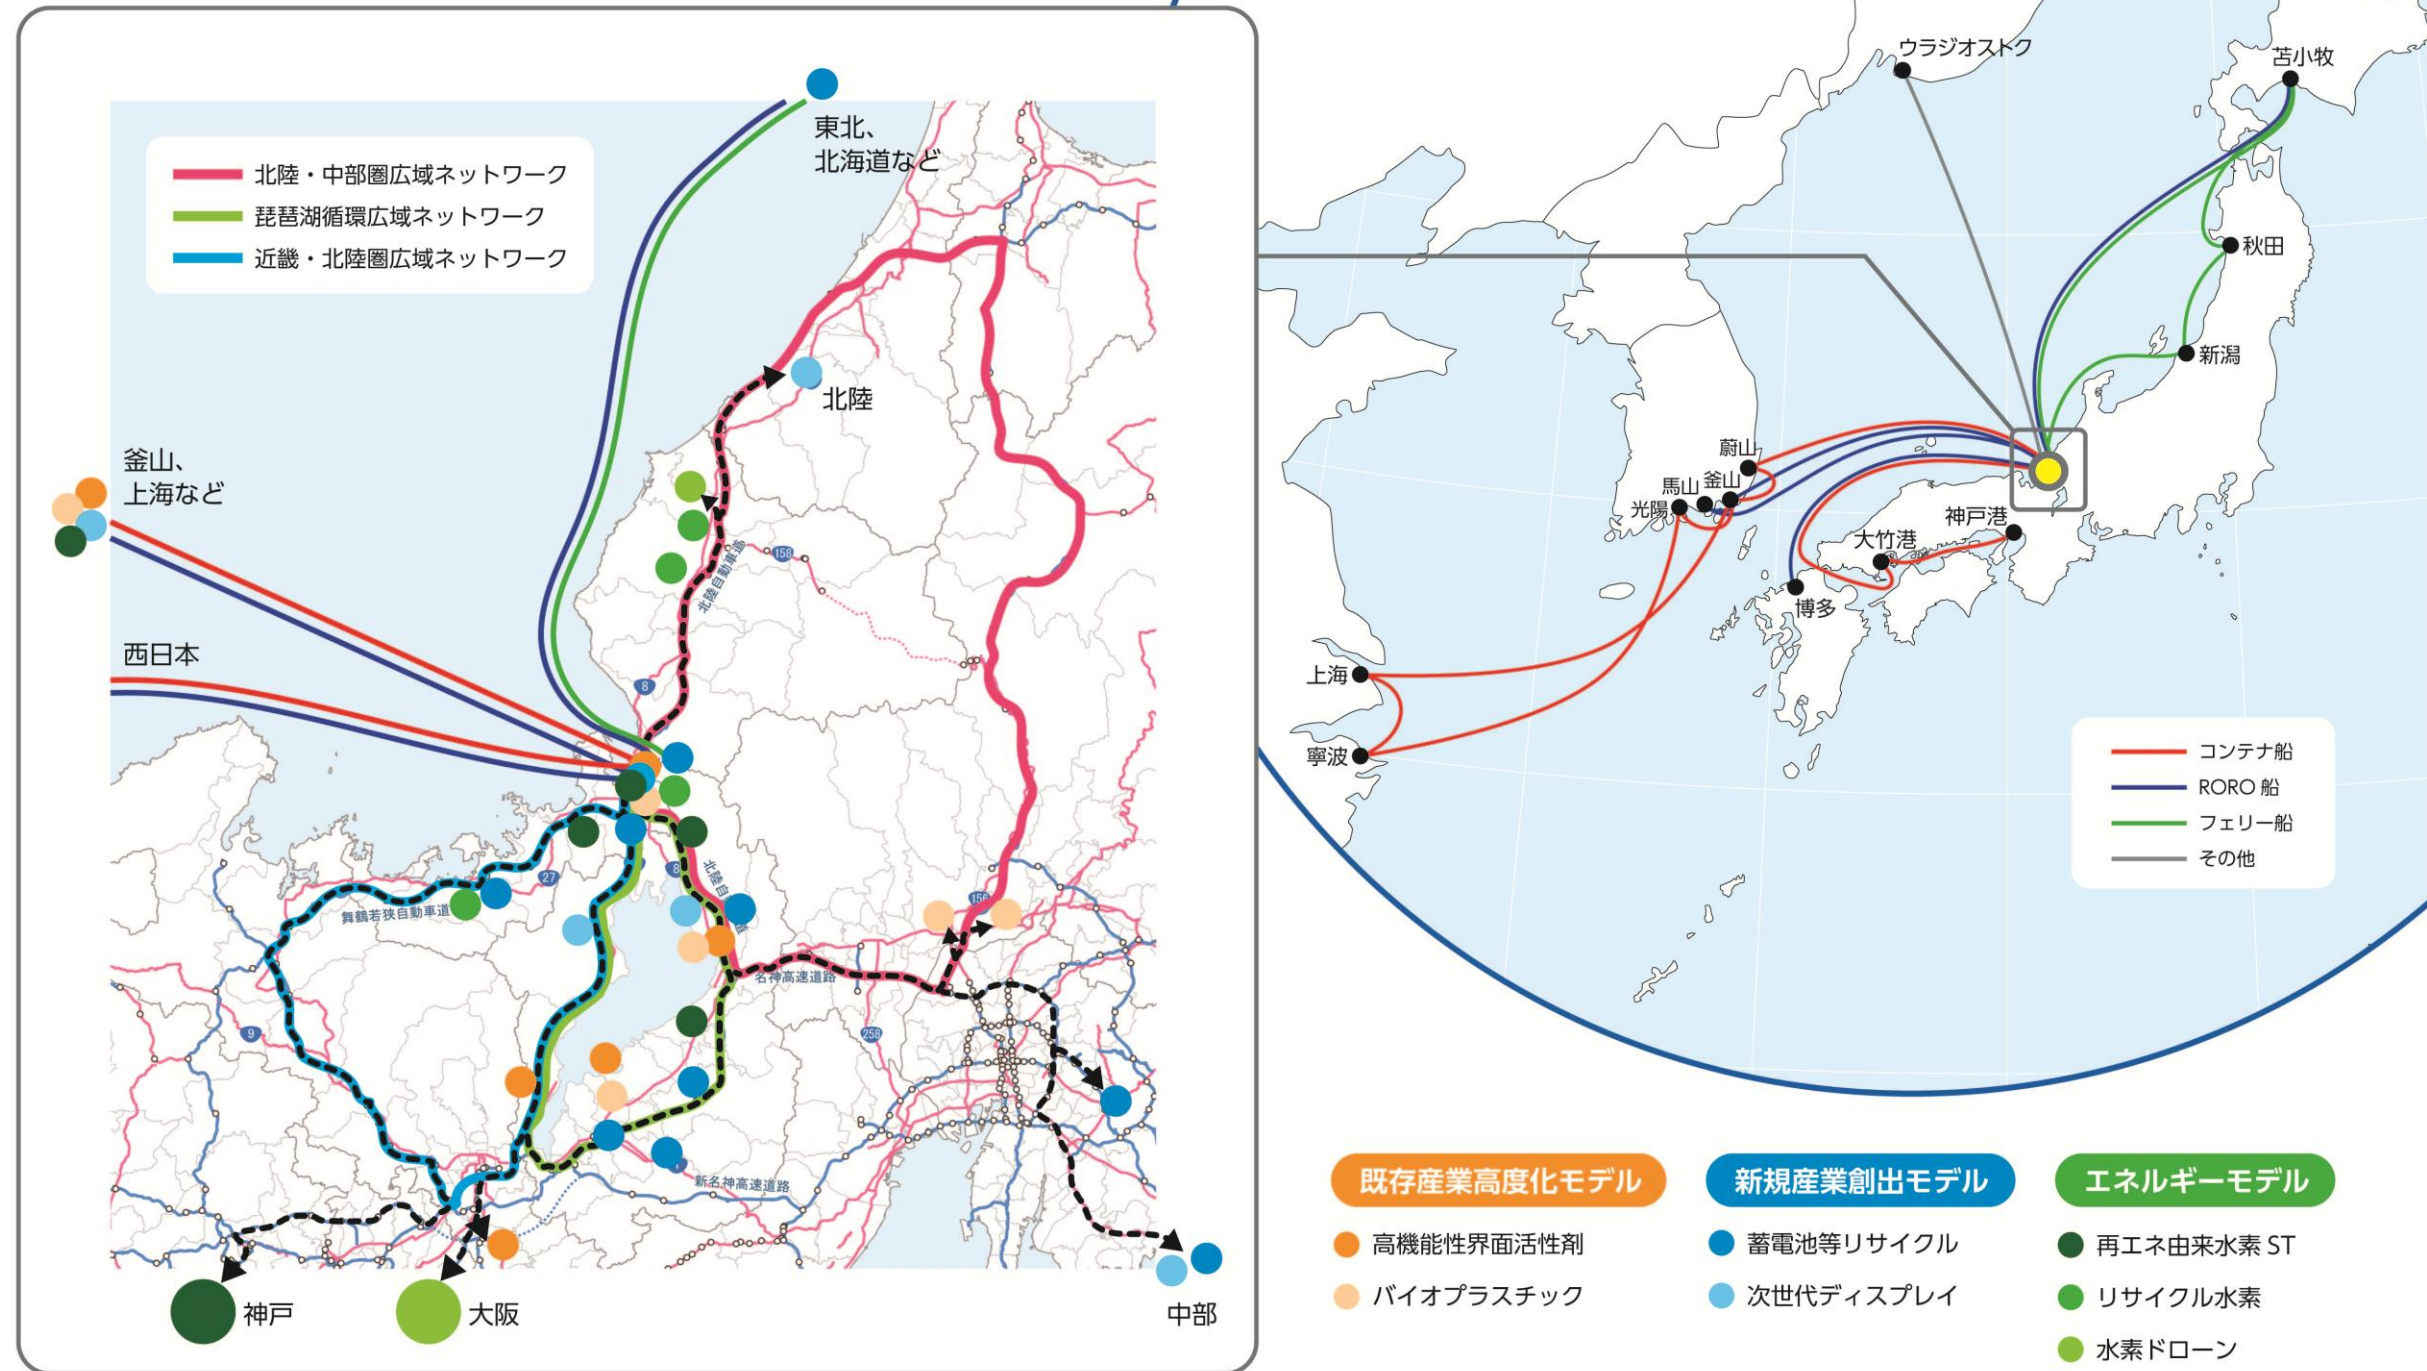 北陸・中部圏広域ネットワーク
琵琶湖循環広域ネットワーク
近畿・北陸圏広域ネットワーク
東北、
北海道など
北陸
釜山、
上海など
西日本
158
北陸自動車道
8
27
8
北陸自
道
舞鶴若狭自動車道
156
名神高速道路
9
258
新名神高速道路
神戸
大阪
中部
ウラジオストク
苫小牧
秋田
新潟
蔚山
馬山
釜山
光陽
神戸港
大竹港
博多
上海
寧波
コンテナ船
RORO 船
フェリー船
その他
既存産業高度化モデル
高機能性界面活性剤
バイオプラスチック
新規産業創出モデル
蓄電池等リサイクル
次世代ディスプレイ
エネルギーモデル
再エネ由来水素 ST
リサイクル水素
水素ドローン